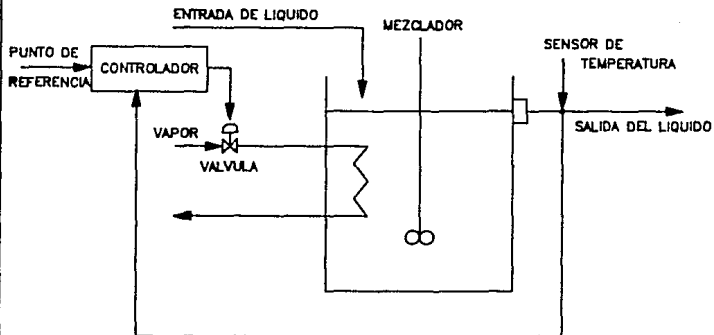 ENTRADA DE LIQUIDO
MEZCLADOR
PUNTO DE
REFERENCIA
CONTROLADOR
SENSOR DE
TEMPERATURA
VAPOR
VALVULA
SALIDA DEL LIQUIDO